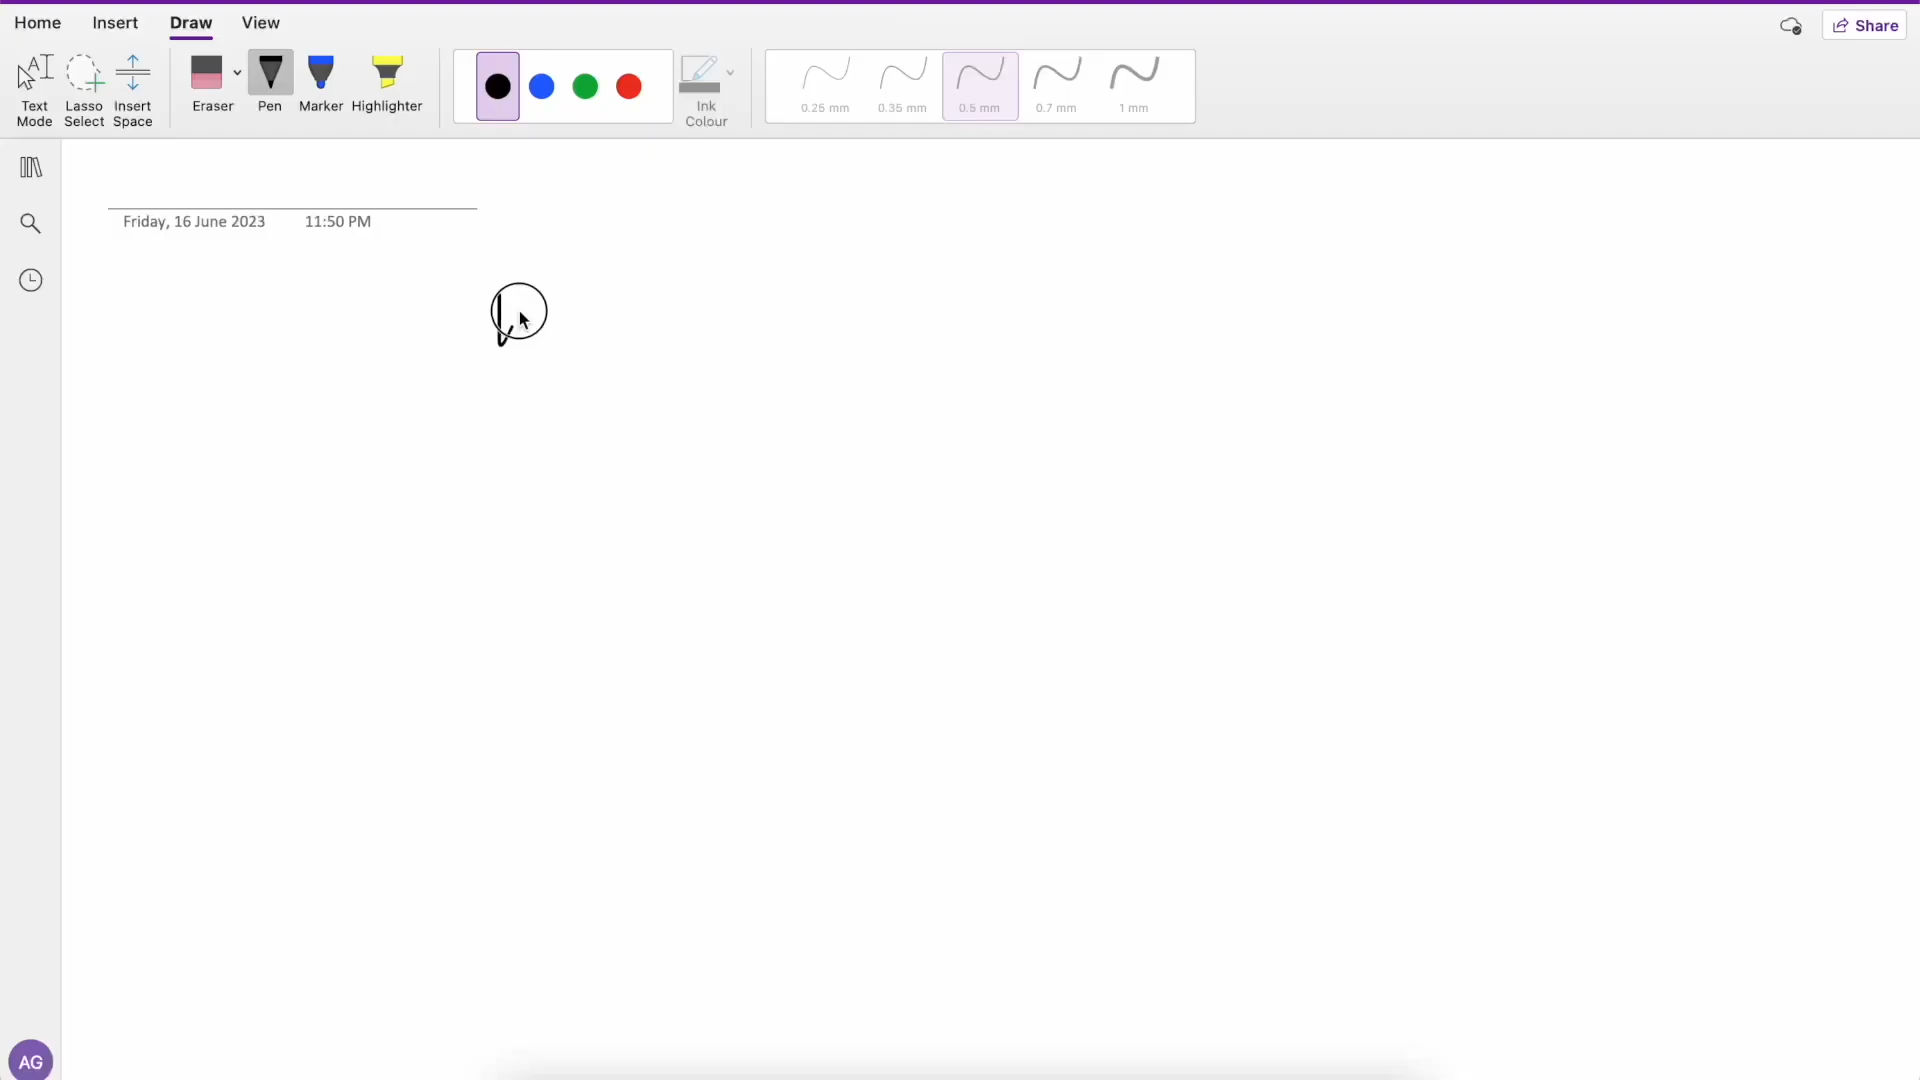 Home Insert Draw View
Share
Text Mode
Lasso Select
Insert Space
Eraser
Pen
Marker
Highlighter
Ink Colour
0.25 mm
0.35 mm
0.5 mm
0.7 mm
1 mm
Friday, 16 June 2023 11:50 PM
AG